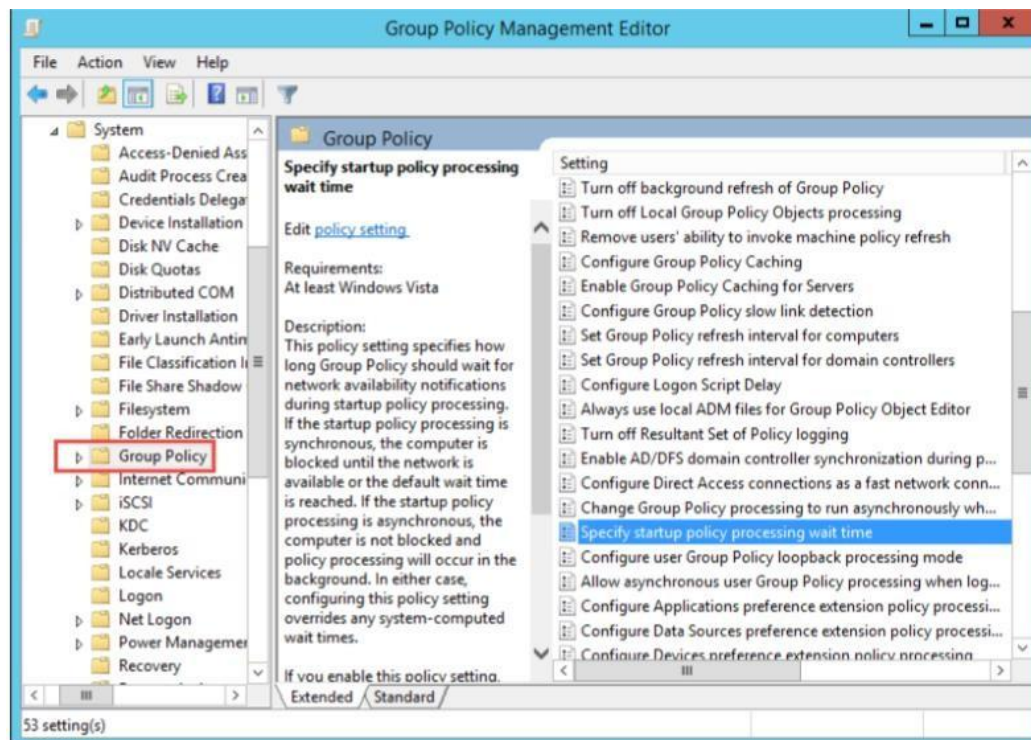 Group Policy Management Editor
File Action View Help
System
Access-Denied Ass
Audit Process Crea
Credentials Delega
Device Installation
Disk NV Cache
Disk Quotas
Distributed COM
Driver Installation
Early Launch Antim
File Classification I
File Share Shadow
Filesystem
Folder Redirection
Group Policy
Internet Communi
iSCSI
KDC
Kerberos
Locale Services
Logon
Net Logon
Power Managemen
Recovery
Group Policy
Specify startup policy processing
wait time
Edit policy setting
Requirements:
At least Windows Vista
Description:
This policy setting specifies how
long Group Policy should wait for
network availability notifications
during startup policy processing.
If the startup policy processing is
synchronous, the computer is
blocked until the network is
available or the default wait time
is reached. If the startup policy
processing is asynchronous, the
computer is not blocked and
policy processing will occur in the
background. In either case,
configuring this policy setting
overrides any system-computed
wait times.
If you enable this policy setting,
Setting
Turn off background refresh of Group Policy
Turn off Local Group Policy Objects processing
Remove users' ability to invoke machine policy refresh
Configure Group Policy Caching
Enable Group Policy Caching for Servers
Configure Group Policy slow link detection
Set Group Policy refresh interval for computers
Set Group Policy refresh interval for domain controllers
Configure Logon Script Delay
Always use local ADM files for Group Policy Object Editor
Turn off Resultant Set of Policy logging
Enable AD/DFS domain controller synchronization during p...
Configure Direct Access connections as a fast network conn...
Change Group Policy processing to run asynchronously wh...
Specify startup policy processing wait time
Configure user Group Policy loopback processing mode
Allow asynchronous user Group Policy processing when log...
Configure Applications preference extension policy processi...
Configure Data Sources preference extension policy processi...
Configure Devices preference extension policy processing
Extended Standard
53 setting(s)